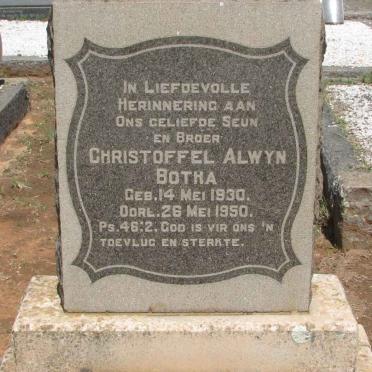 In Liefdevolle
Herinnering aan
Ons geliefde Seun
en Broer
Christoffel Alwyn
Botha
Geb. 14 Mei 1930.
Oorl. 26 Mei 1950.
Ps. 46:2. God is vir ons 'n
toevlug en sterkte.